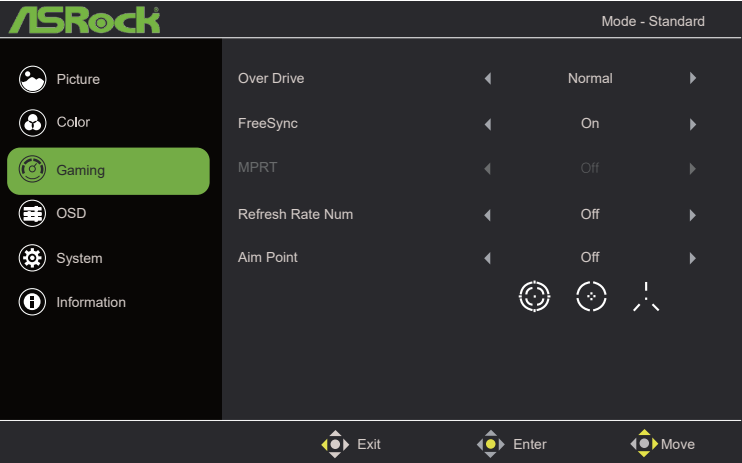 ASRock
Mode - Standard
Picture
Color
Gaming
OSD
System
Information
Over Drive Normal
FreeSync On
MPRT Off
Refresh Rate Num Off
Aim Point Off
Exit Enter Move